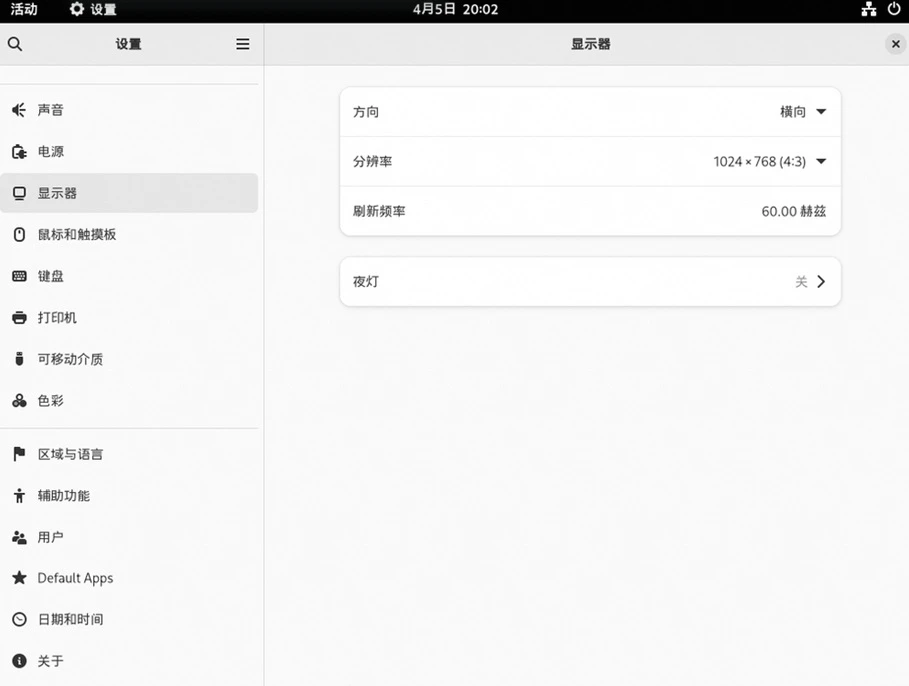 活动 设置 4月5日 20:02
设置
显示器
声音
电源
显示器
鼠标和触摸板
键盘
打印机
可移动介质
色彩
区域与语言
辅助功能
用户
Default Apps
日期和时间
关于
方向 横向
分辨率 1024 × 768 (4:3)
刷新频率 60.00 赫兹
夜灯 关